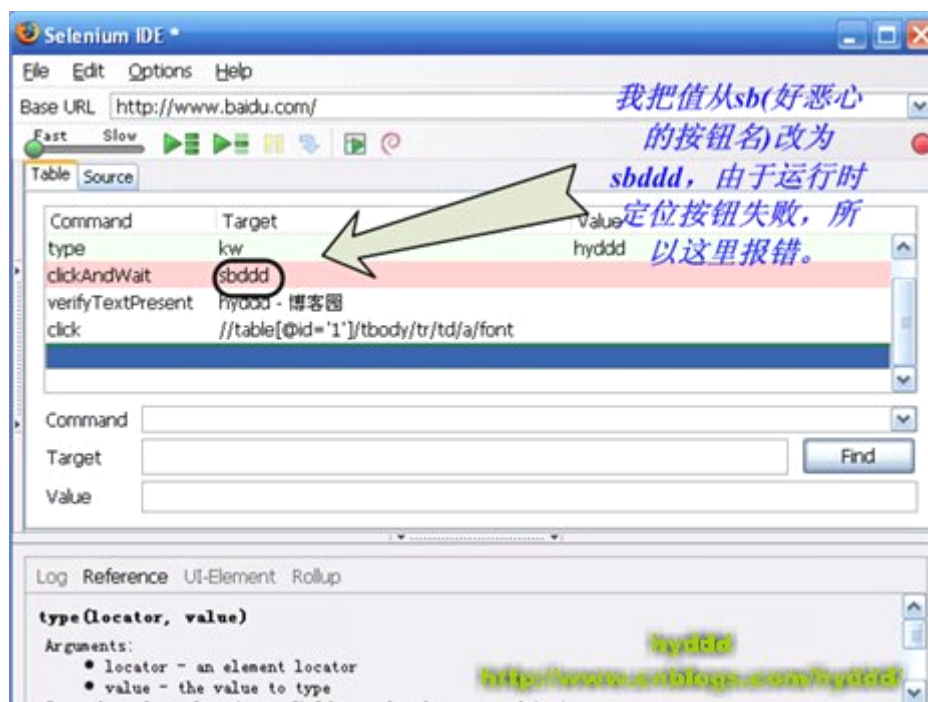 Selenium IDE *
File Edit Options Help
Base URL http://www.baidu.com/
Fast Slow
Table Source
我把值从sb(好恶心
的按钮名)改为
sbddd，由于运行时
定位按钮失败，所
以这里报错。
Command Target Value
type kw hyddd
clickAndWait sbddd
verifyTextPresent hyddd - 博客园
click //table[@id='1']/tbody/tr/td/a/font
Command
Target Find
Value
Log Reference UI-Element Rollup
type(locator, value)
Arguments:
● locator - an element locator
● value - the value to type
hyddd
http://www.cnblogs.com/hyddd/